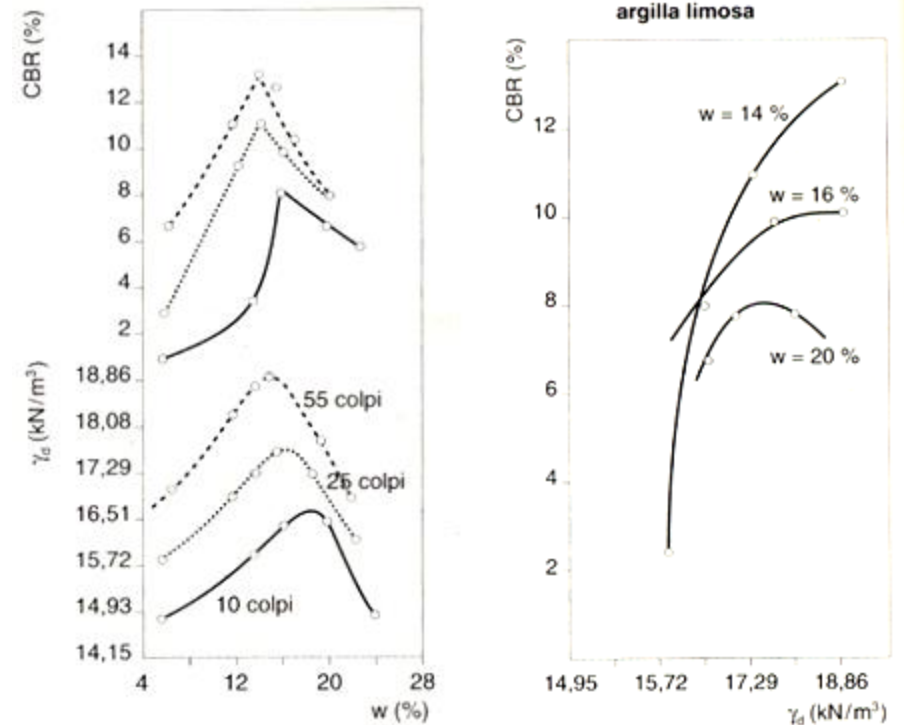 CBR (%)
14
12
10
8
6
4
2
γd (kN/m³)
18,86
18,08
17,29
16,51
15,72
14,93
14,15
55 colpi
25 colpi
10 colpi
4
12
20
28
w (%)
argilla limosa
CBR (%)
12
10
8
6
4
2
w = 14 %
w = 16 %
w = 20 %
14,95
15,72
17,29
18,86
γd (kN/m³)